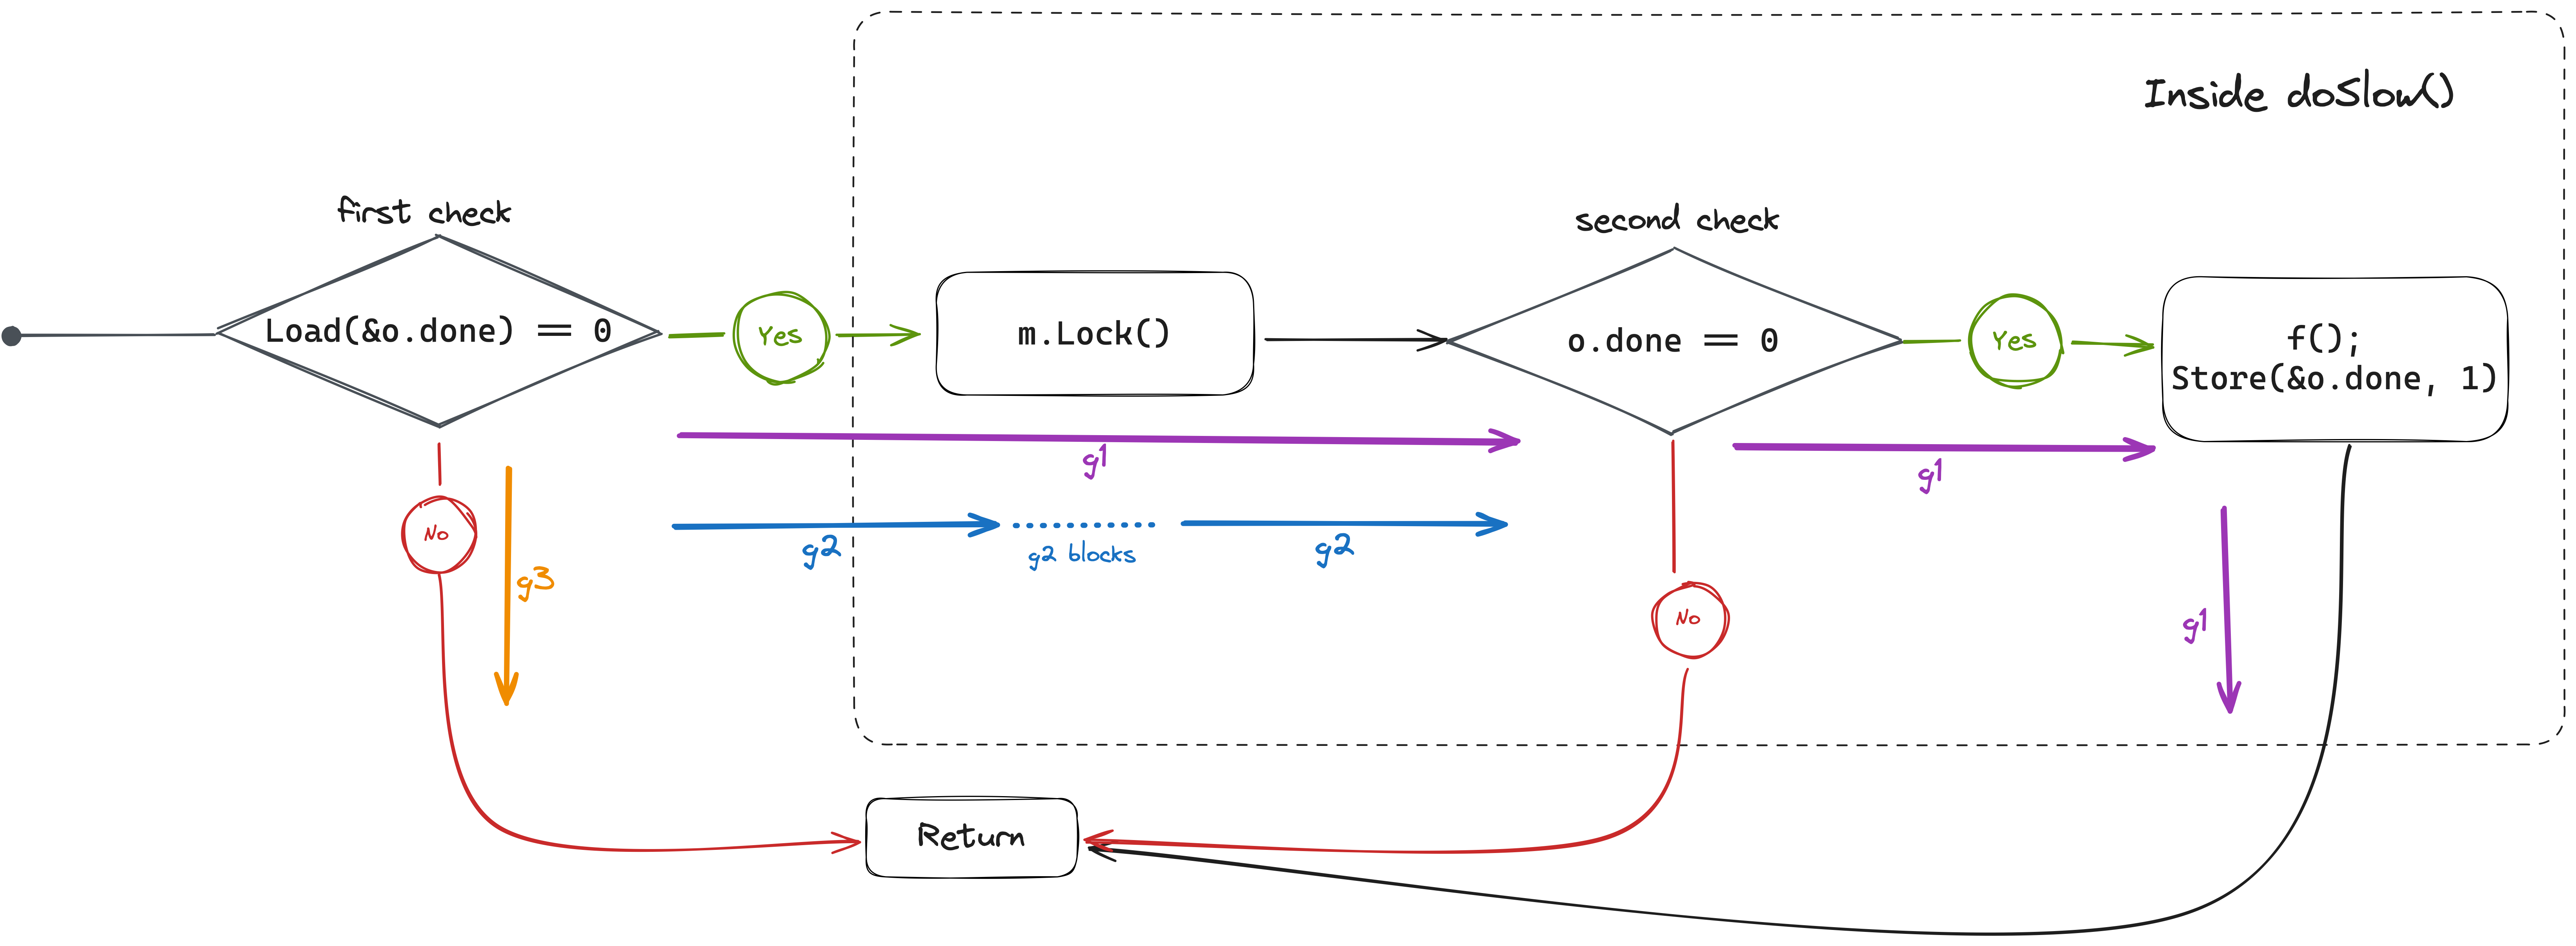 Inside doSlow()
first check
second check
Load(&o.done) == 0
Yes
m.Lock()
o.done == 0
Yes
f();
Store(&o.done, 1)
g1
g1
No
g3
g2
g2 blocks
g2
No
g1
Return